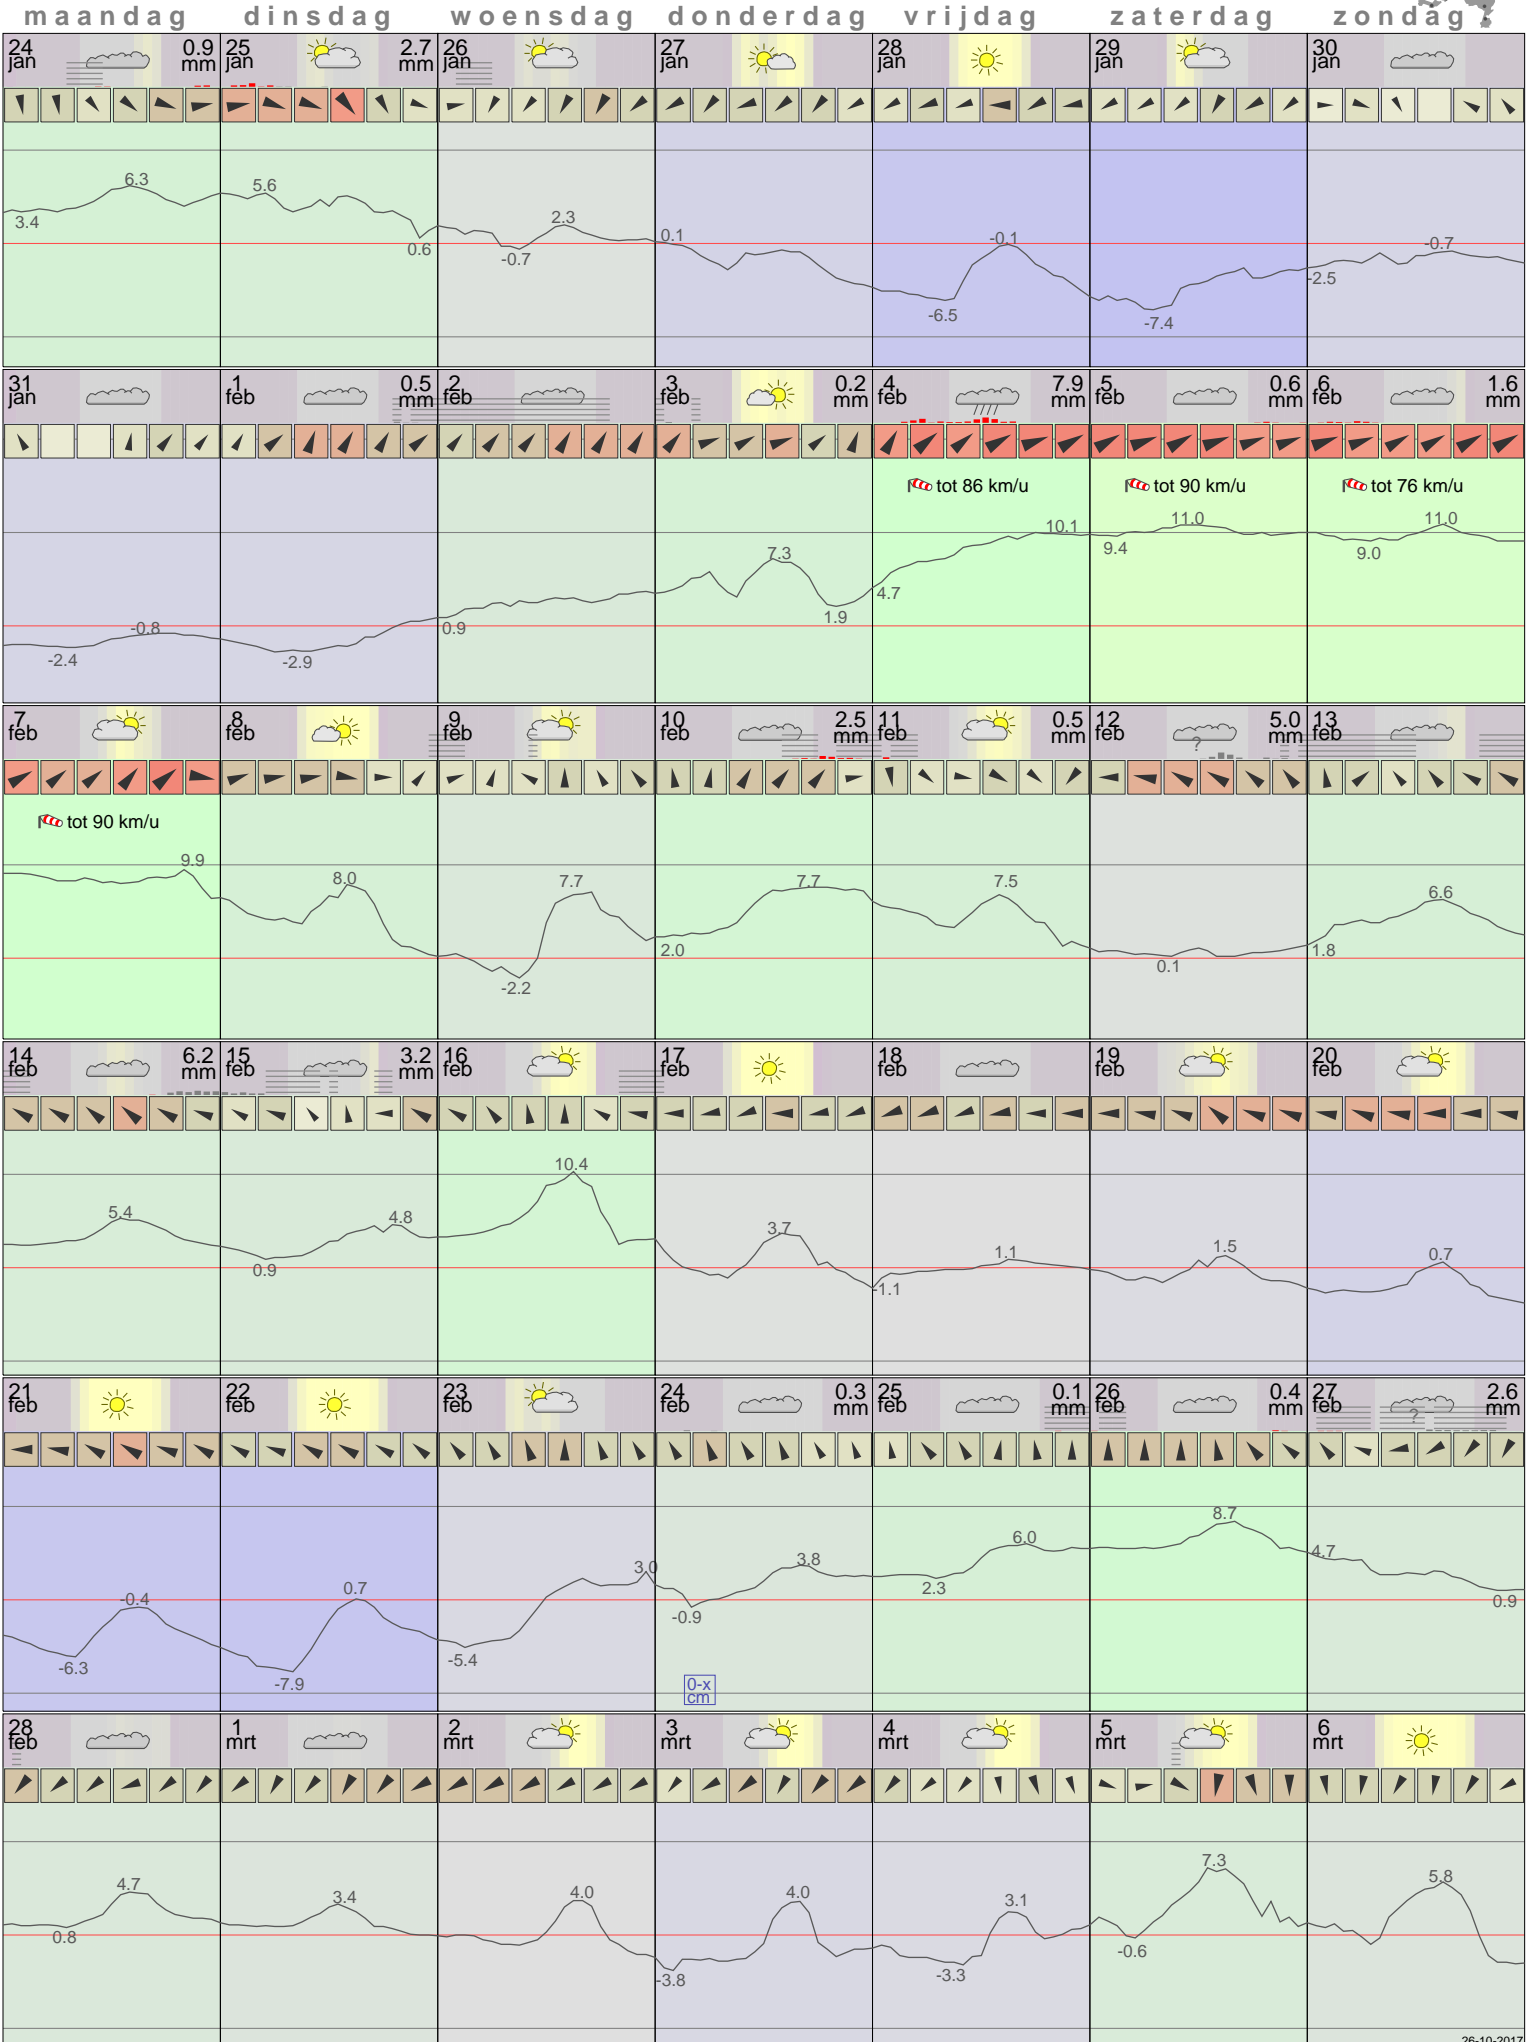 maandag dinsdag woensdag donderdag vrijdag zaterdag zondag
24 jan 0.9 mm 25 jan 2.7 mm 26 jan 27 jan 28 jan 29 jan 30 jan
3.4 6.3 5.6 0.6 -0.7 2.3 0.1 -6.5 -0.1 -7.4 -2.5 -0.7
31 jan 1 feb 0.5 mm 2 feb 3 feb 0.2 mm 4 feb 7.9 mm 5 feb 0.6 mm 6 feb 1.6 mm
tot 86 km/u tot 90 km/u tot 76 km/u
-2.4 -0.8 -2.9 0.9 7.3 1.9 4.7 10.1 9.4 11.0 9.0 11.0
7 feb 8 feb 9 feb 10 feb 2.5 mm 11 feb 0.5 mm 12 feb ? 5.0 mm 13 feb
tot 90 km/u
9.9 8.0 -2.2 7.7 2.0 7.7 7.5 0.1 1.8 6.6
14 feb 6.2 mm 15 feb 3.2 mm 16 feb 17 feb 18 feb 19 feb 20 feb
5.4 0.9 4.8 10.4 3.7 -1.1 1.1 1.5 0.7
21 feb 22 feb 23 feb 24 feb 0.3 mm 25 feb 0.1 mm 26 feb 0.4 mm 27 feb ? 2.6 mm
-6.3 -0.4 -7.9 0.7 -5.4 3.0 -0.9 3.8 2.3 6.0 8.7 4.7 0.9
0-x
cm
28 feb 1 mrt 2 mrt 3 mrt 4 mrt 5 mrt 6 mrt
0.8 4.7 3.4 4.0 -3.8 4.0 -3.3 3.1 -0.6 7.3 5.8
26-10-2017